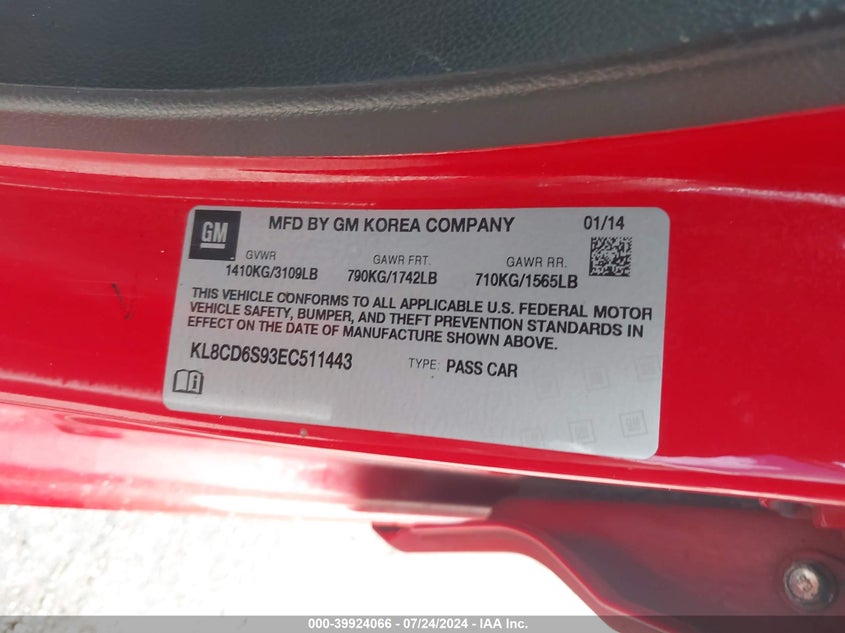 GM
MFD BY GM KOREA COMPANY 01/14
GVWR GAWR FRT. GAWR RR.
1410KG/3109LB 790KG/1742LB 710KG/1565LB
THIS VEHICLE CONFORMS TO ALL APPLICABLE U.S. FEDERAL MOTOR
VEHICLE SAFETY, BUMPER, AND THEFT PREVENTION STANDARDS IN
EFFECT ON THE DATE OF MANUFACTURE SHOWN ABOVE.
KL8CD6S93EC511443 TYPE: PASS CAR
000-39924066 - 07/24/2024 - IAA Inc.